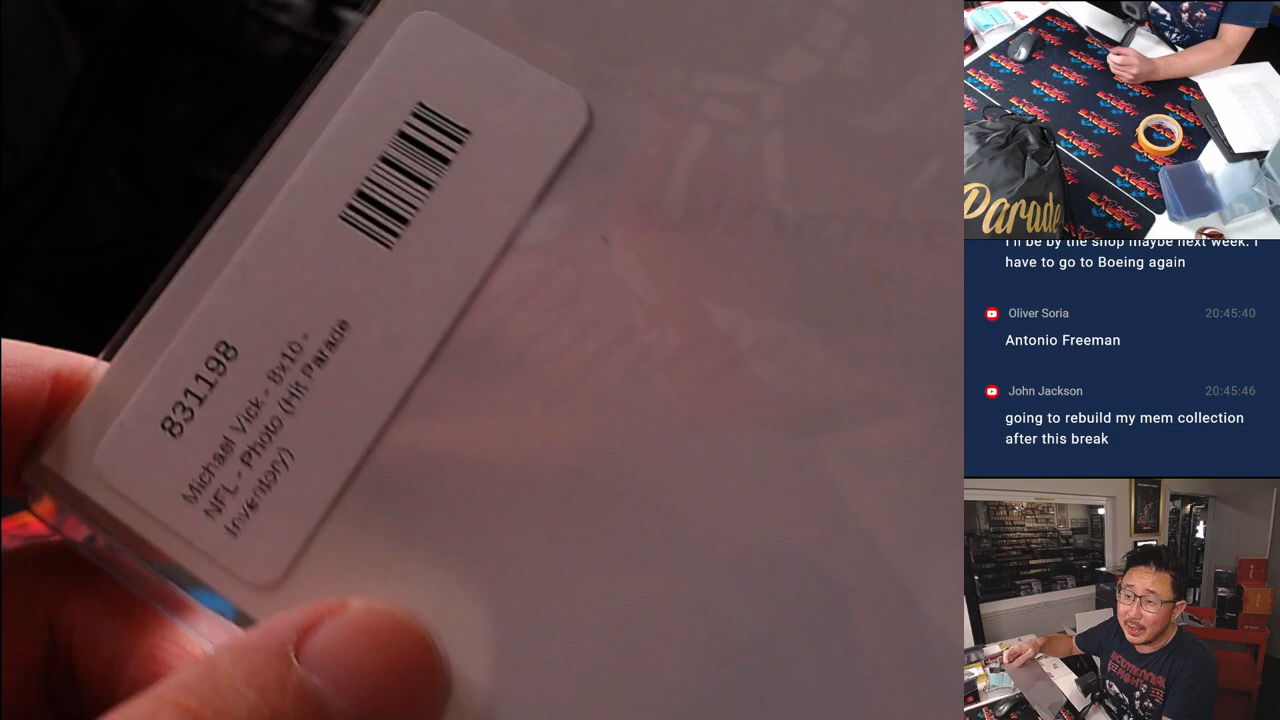 831198
Michael Vick - 8x10 -
NFL - Photo (Hit Parade
Inventory)
Parade
I'll be by the shop maybe next week. I
have to go to Boeing again
Oliver Soria
20:45:40
Antonio Freeman
John Jackson
20:45:46
going to rebuild my mem collection
after this break